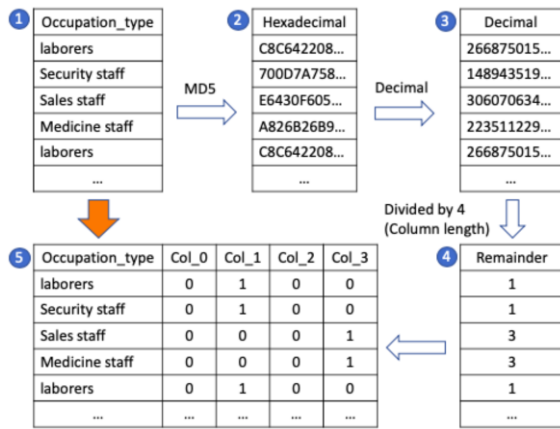 1 Occupation_type
laborers
Security staff
Sales staff
Medicine staff
laborers
...
MD5
2 Hexadecimal
C8C642208...
700D7A758...
E6430F605...
A826B26B9...
C8C642208...
...
Decimal
3 Decimal
266875015...
148943519...
306070634...
223511229...
266875015...
...
Divided by 4
(Column length)
4 Remainder
1
1
3
3
1
...
5 Occupation_type Col_0 Col_1 Col_2 Col_3
laborers 0 1 0 0
Security staff 0 1 0 0
Sales staff 0 0 0 1
Medicine staff 0 0 0 1
laborers 0 1 0 0
... ... ... ... ...